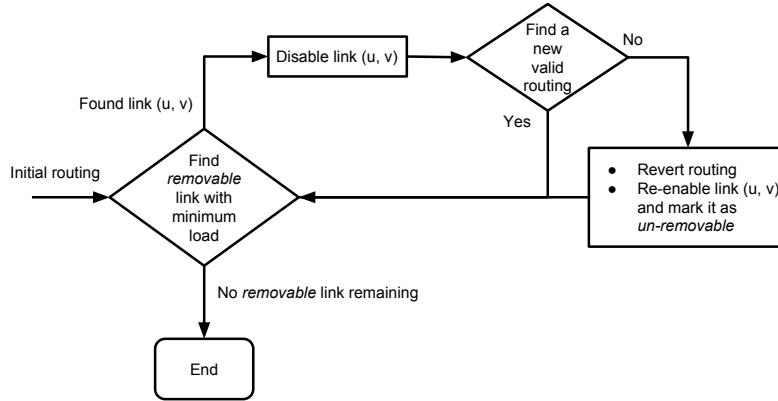 Find a
new
valid
routing
No
Disable link (u, v)
Found link (u, v)
Yes
Initial routing
Find
removable
link with
minimum
load
● Revert routing
● Re-enable link (u, v)
and mark it as
un-removable
No removable link remaining
End